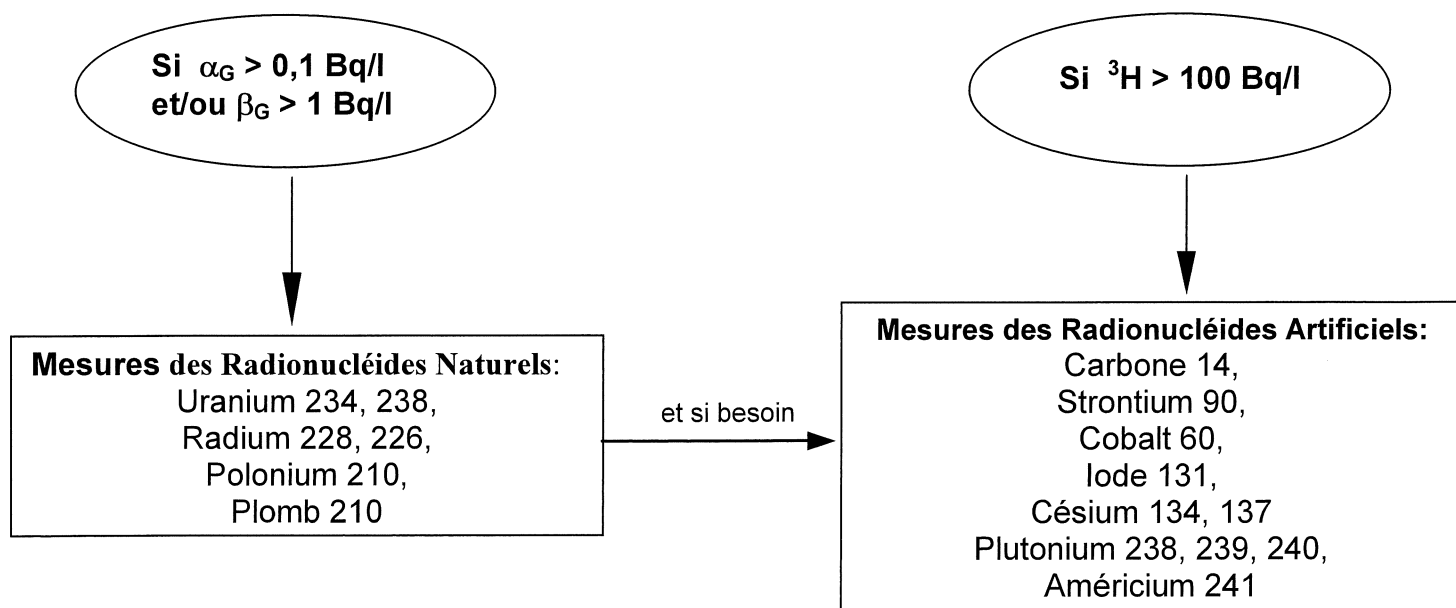 Si αG > 0,1 Bq/l
et/ou βG > 1 Bq/l
Si ³H > 100 Bq/l
Mesures des Radionucléides Naturels:
Uranium 234, 238,
Radium 228, 226,
Polonium 210,
Plomb 210
et si besoin
Mesures des Radionucléides Artificiels:
Carbone 14,
Strontium 90,
Cobalt 60,
Iode 131,
Césium 134, 137
Plutonium 238, 239, 240,
Américium 241